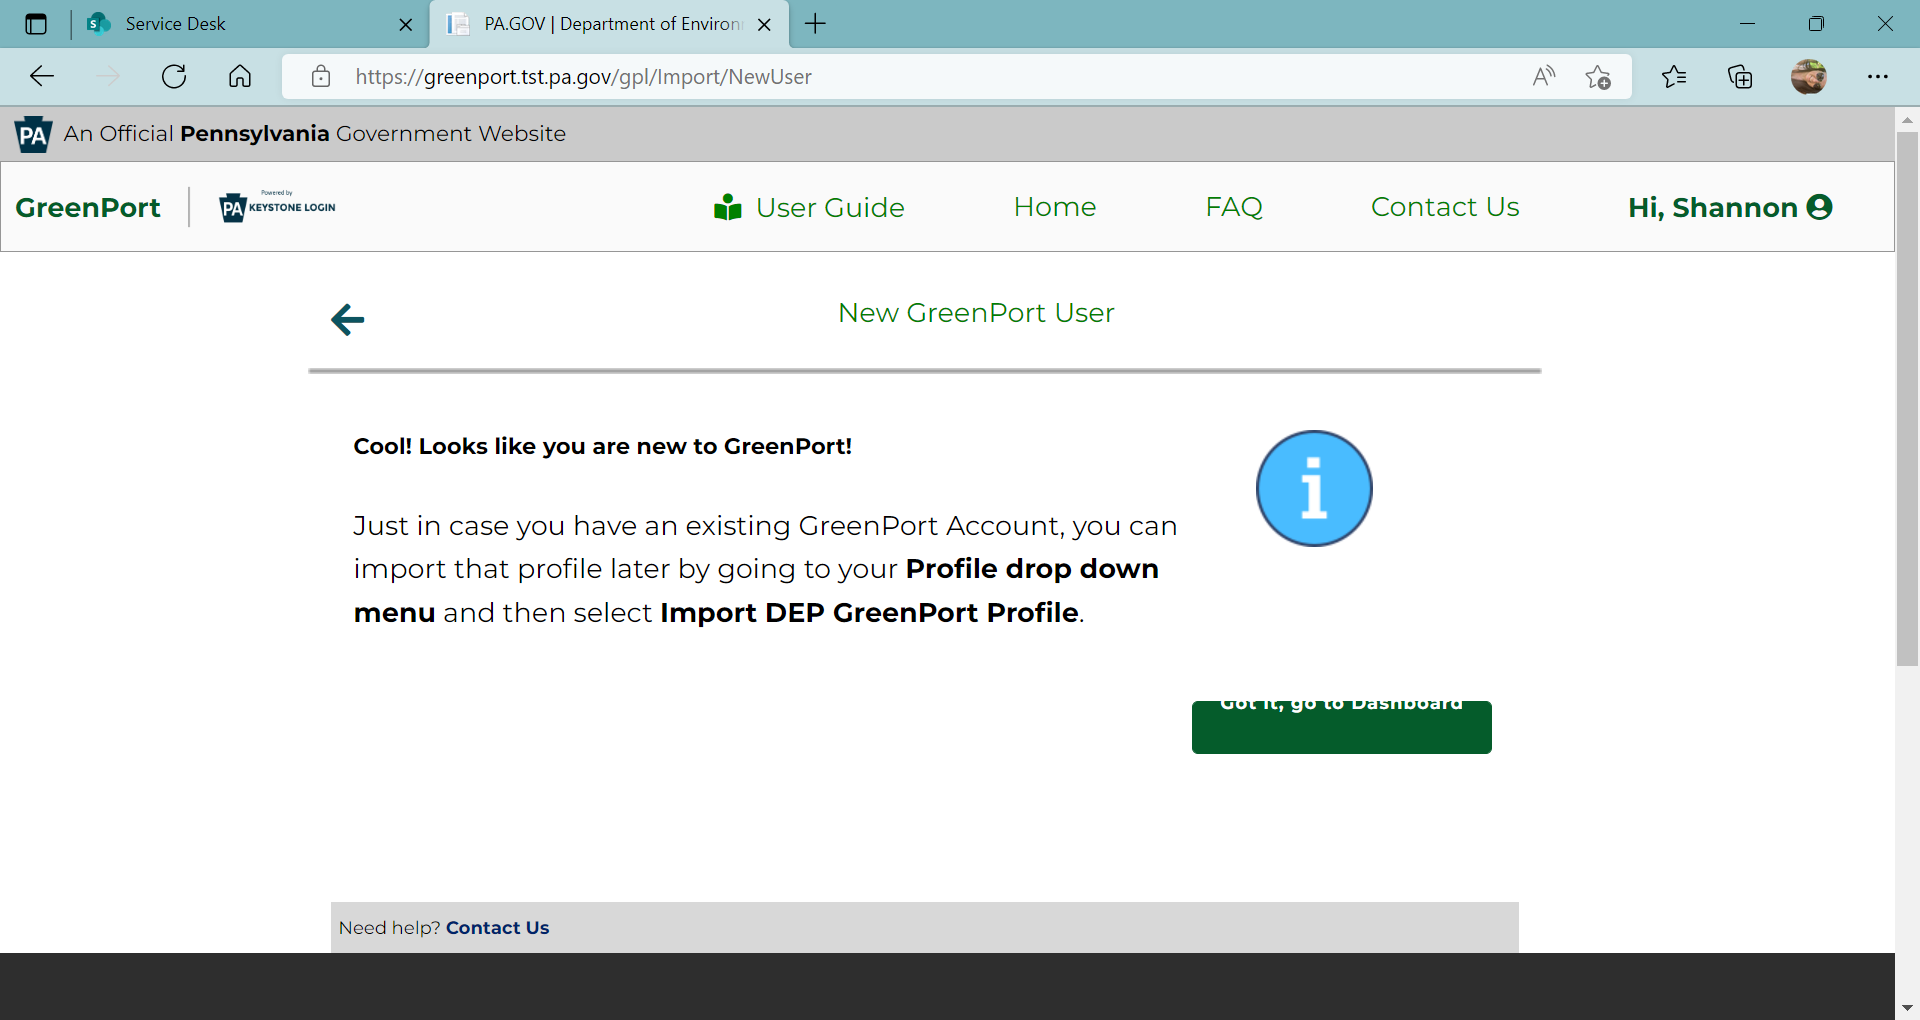 Service Desk
PA.GOV | Department of Environ
https://greenport.tst.pa.gov/gpl/Import/NewUser
PA An Official Pennsylvania Government Website
GreenPort
Powered by
PA KEYSTONE LOGIN
User Guide
Home
FAQ
Contact Us
Hi, Shannon
New GreenPort User
Cool! Looks like you are new to GreenPort!
i
Just in case you have an existing GreenPort Account, you can
import that profile later by going to your Profile drop down
menu and then select Import DEP GreenPort Profile.
Got it, go to Dashboard
Need help? Contact Us